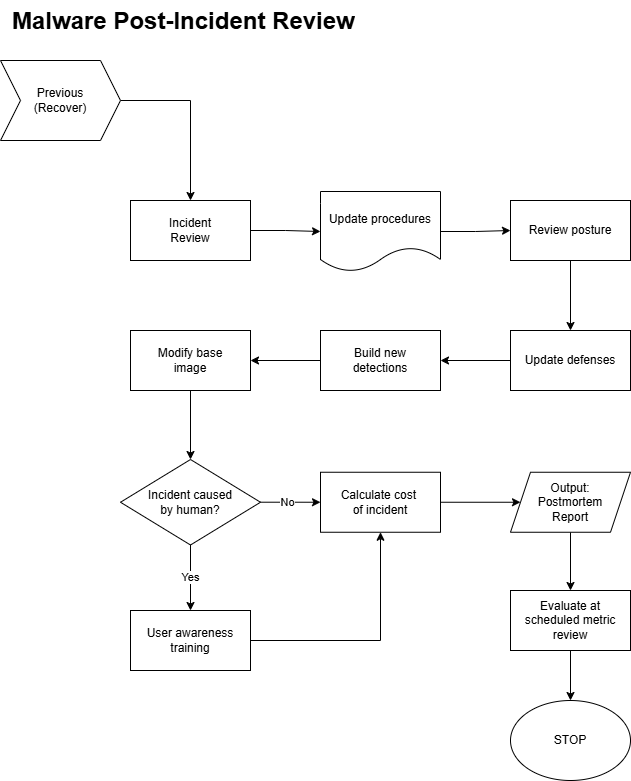 Malware Post-Incident Review
Previous
(Recover)
Incident
Review
Update procedures
Review posture
Modify base
image
Build new
detections
Update defenses
Incident caused
by human?
No
Calculate cost
of incident
Output:
Postmortem
Report
Yes
User awareness
training
Evaluate at
scheduled metric
review
STOP